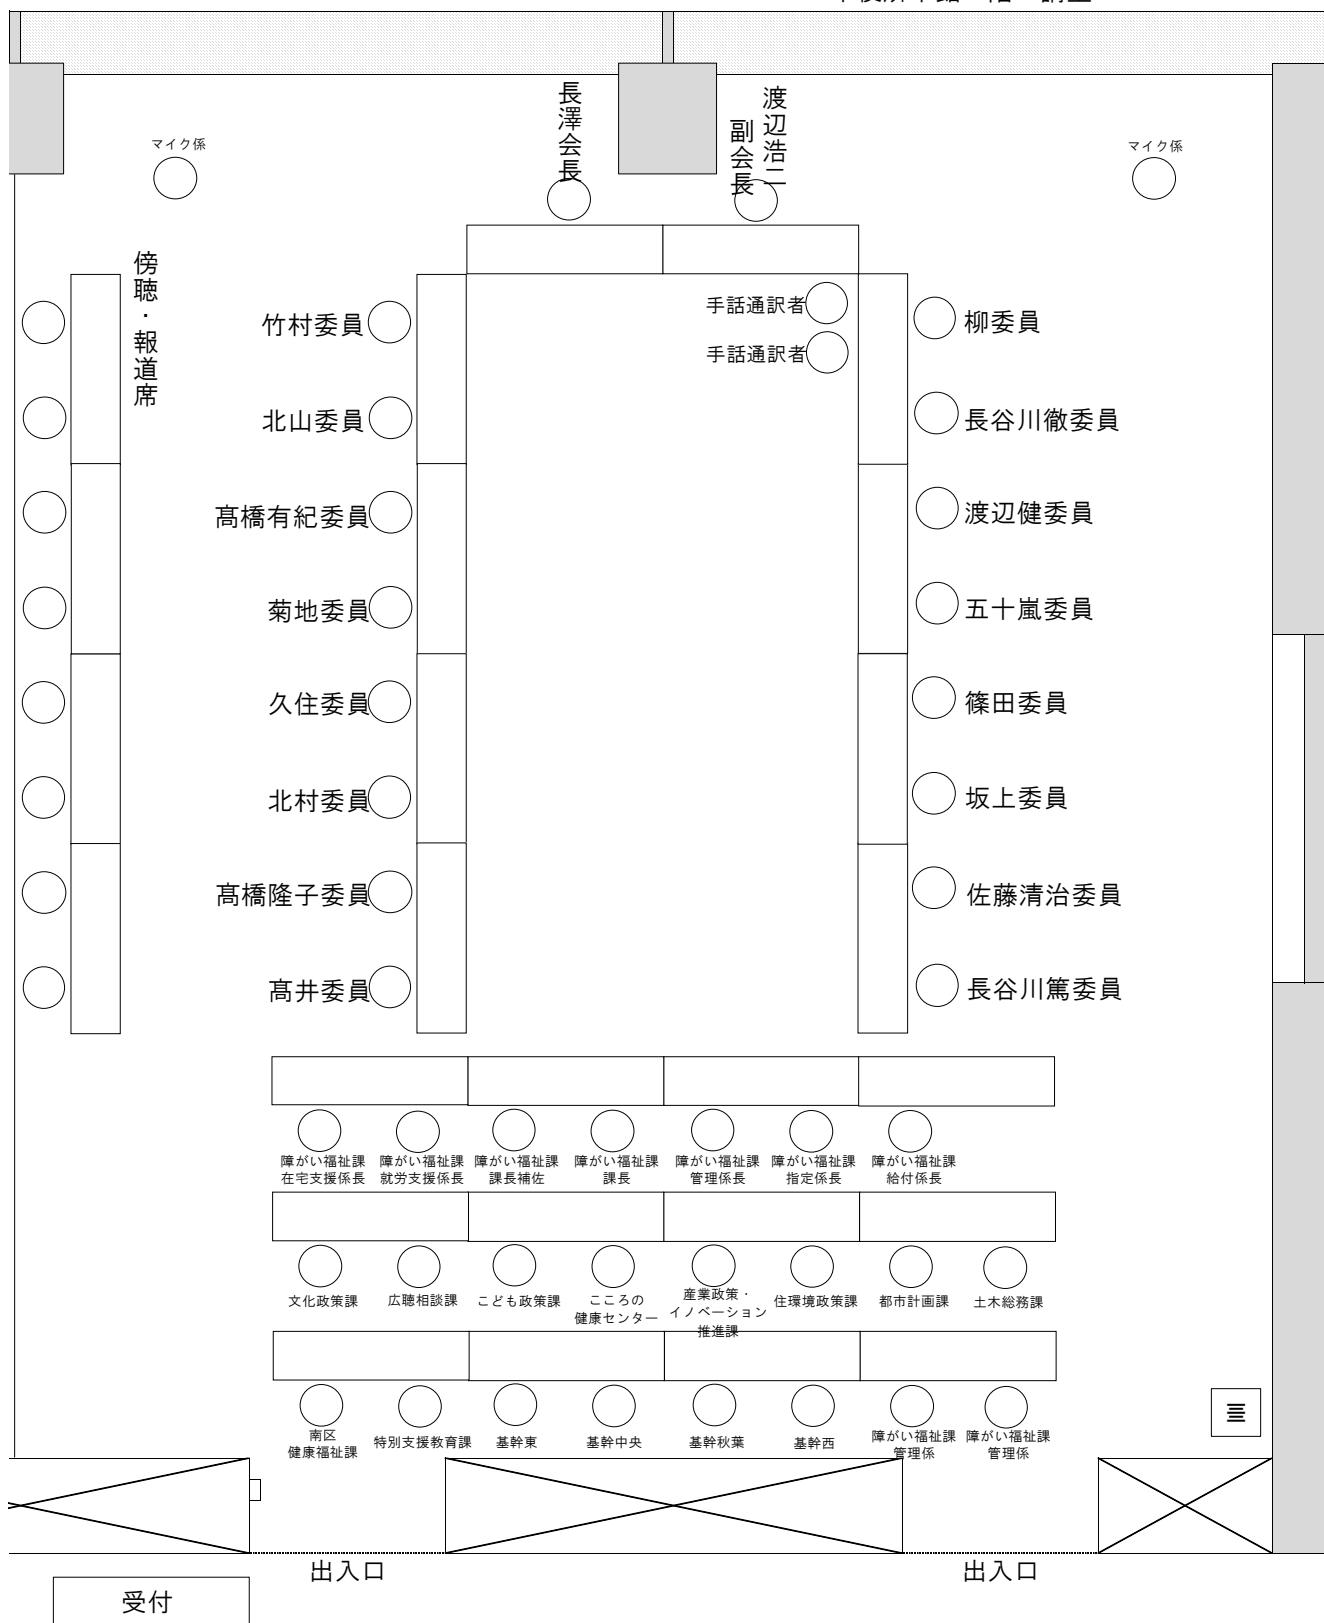 長澤会長
渡辺浩二
副会長
マイク係
マイク係
傍聴・報道席
手話通訳者
手話通訳者
竹村委員
柳委員
北山委員
長谷川徹委員
髙橋有紀委員
渡辺健委員
菊地委員
五十嵐委員
久住委員
篠田委員
北村委員
坂上委員
髙橋隆子委員
佐藤清治委員
髙井委員
長谷川篤委員
障がい福祉課
在宅支援係長
障がい福祉課
就労支援係長
障がい福祉課
課長補佐
障がい福祉課
課長
障がい福祉課
管理係長
障がい福祉課
指定係長
障がい福祉課
給付係長
文化政策課
広聴相談課
こども政策課
こころの
健康センター
産業政策・
イノベーション
推進課
住環境政策課
都市計画課
土木総務課
南区
健康福祉課
特別支援教育課
基幹東
基幹中央
基幹秋葉
基幹西
障がい福祉課
管理係
障がい福祉課
管理係
出入口
出入口
受付